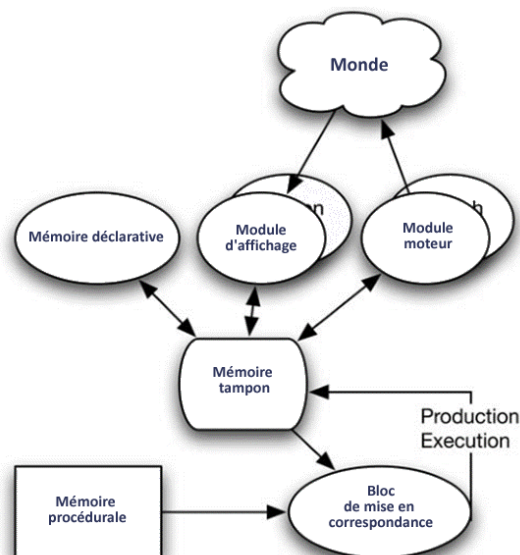 Monde
Mémoire déclarative
Module
d'affichage
Module
moteur
Mémoire
tampon
Production
Execution
Mémoire
procédurale
Bloc
de mise en
correspondance